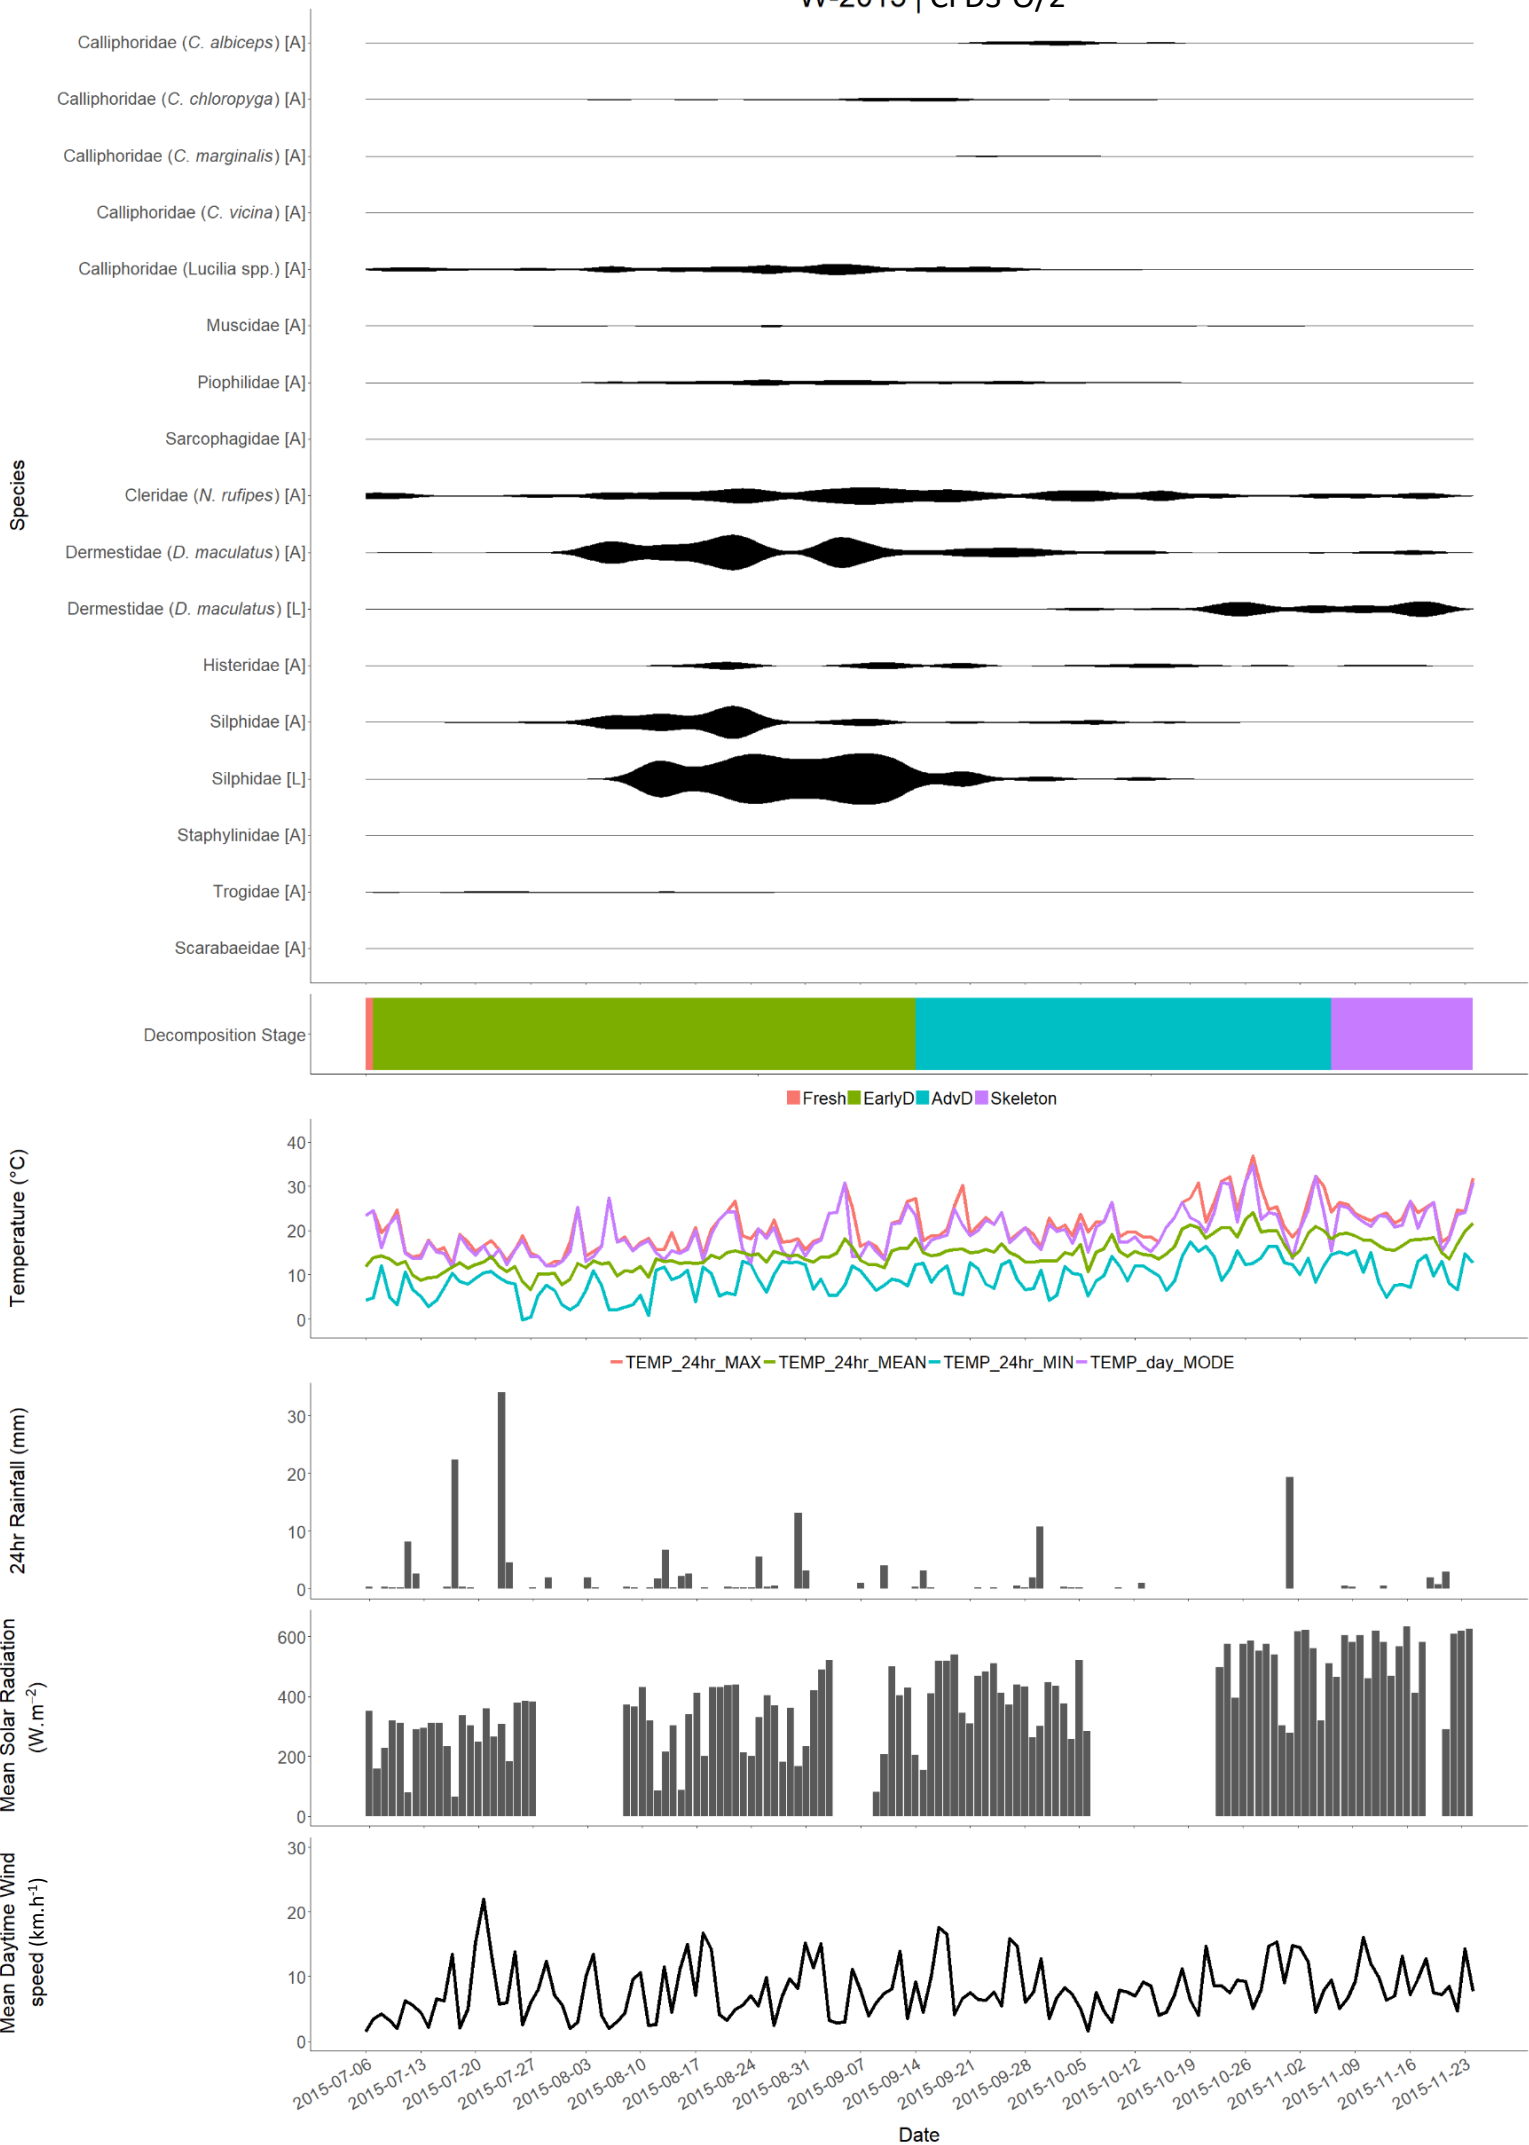 W-2015 | CFDS-U/2
Calliphoridae (C. albiceps) [A]
Calliphoridae (C. chloropyga) [A]
Calliphoridae (C. marginalis) [A]
Calliphoridae (C. vicina) [A]
Calliphoridae (Lucilia spp.) [A]
Muscidae [A]
Piophilidae [A]
Sarcophagidae [A]
Cleridae (N. rufipes) [A]
Dermestidae (D. maculatus) [A]
Dermestidae (D. maculatus) [L]
Histeridae [A]
Silphidae [A]
Silphidae [L]
Staphylinidae [A]
Trogidae [A]
Scarabaeidae [A]
Species
Decomposition Stage
Fresh EarlyD AdvD Skeleton
Temperature (°C)
40
30
20
10
0
TEMP_24hr_MAX TEMP_24hr_MEAN TEMP_24hr_MIN TEMP_day_MODE
24hr Rainfall (mm)
30
20
10
0
Mean Solar Radiation
(W.m⁻²)
600
400
200
0
Mean Daytime Wind
speed (km.h⁻¹)
30
20
10
0
2015-07-06 2015-07-13 2015-07-20 2015-07-27 2015-08-03 2015-08-10 2015-08-17 2015-08-24 2015-08-31 2015-09-07 2015-09-14 2015-09-21 2015-09-28 2015-10-05 2015-10-12 2015-10-19 2015-10-26 2015-11-02 2015-11-09 2015-11-16 2015-11-23
Date